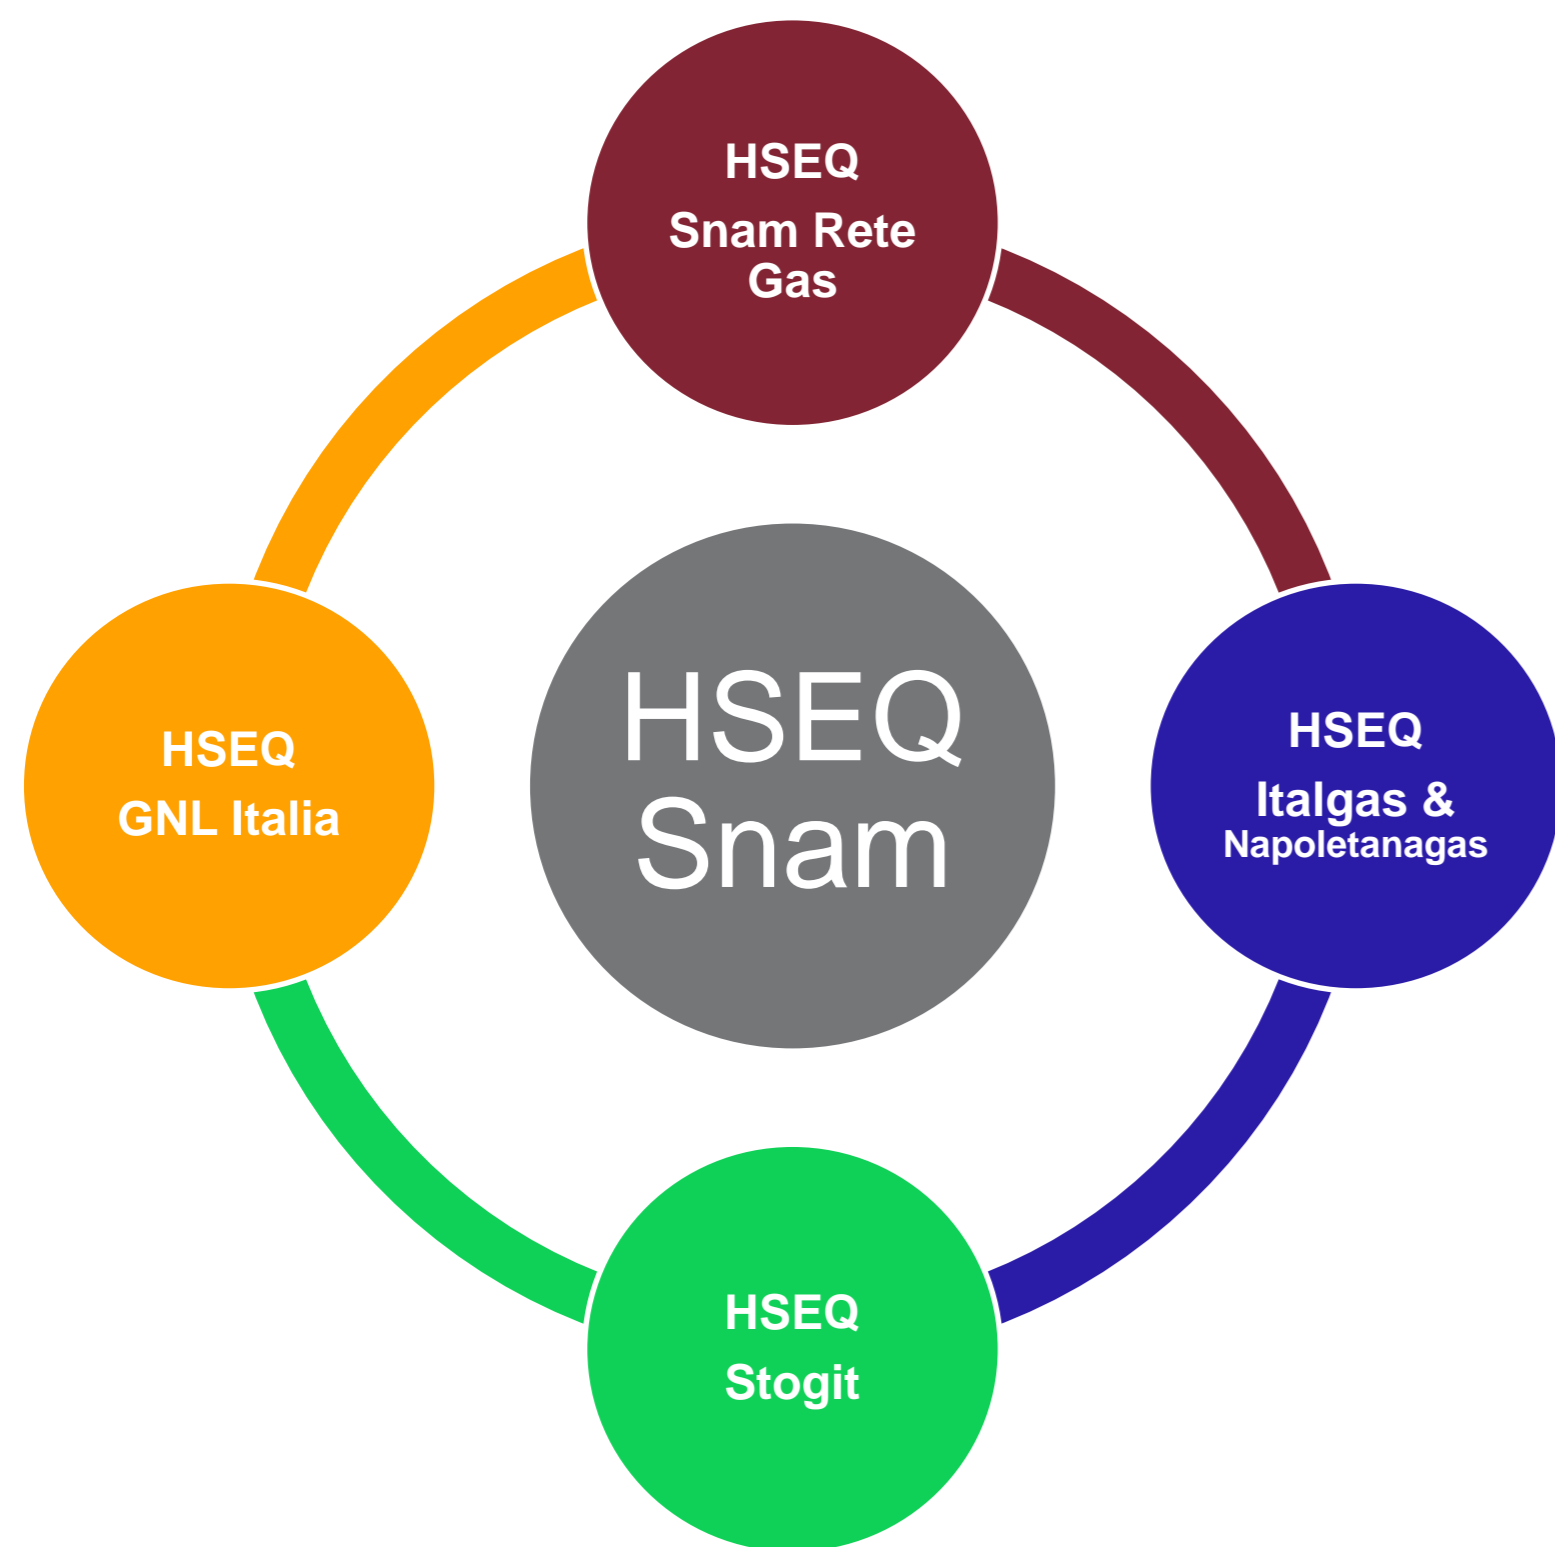 HSEQ
Snam Rete
Gas
HSEQ
Snam
HSEQ
GNL Italia
HSEQ
Italgas &
Napoletanagas
HSEQ
Stogit